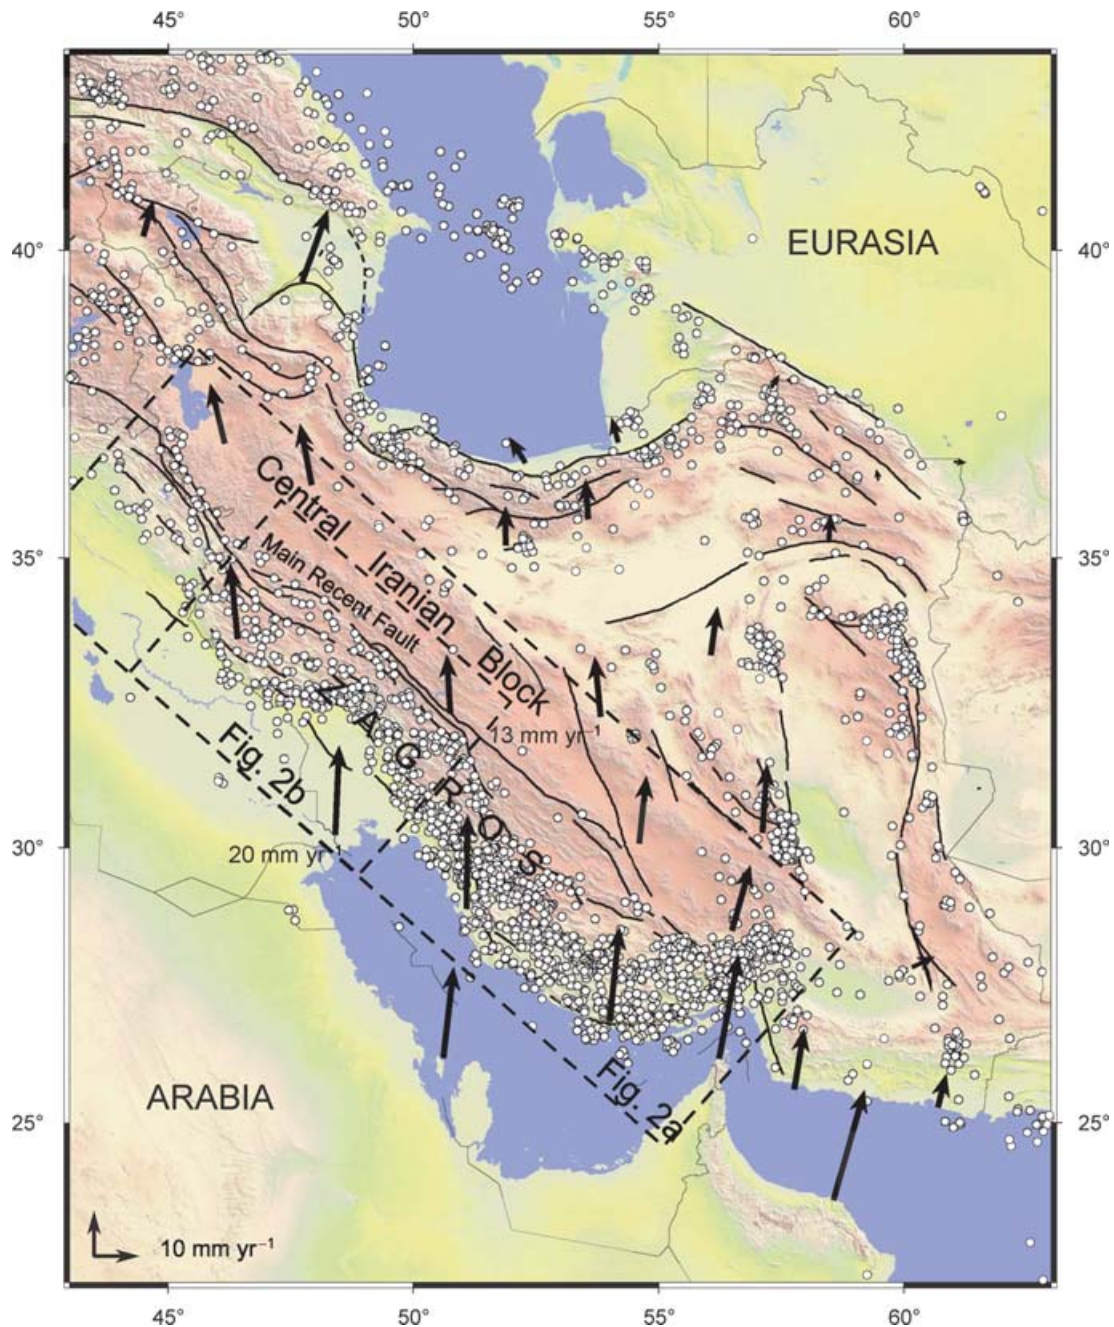 45° 50° 55° 60°
40° EURASIA 40°
Central Iranian Block
35° 35°
Main Recent Fault
13 mm yr⁻¹
ZAGROS
Fig. 2b
30° 30°
20 mm yr⁻¹
Fig. 2a
ARABIA
25° 25°
10 mm yr⁻¹
45° 50° 55° 60°